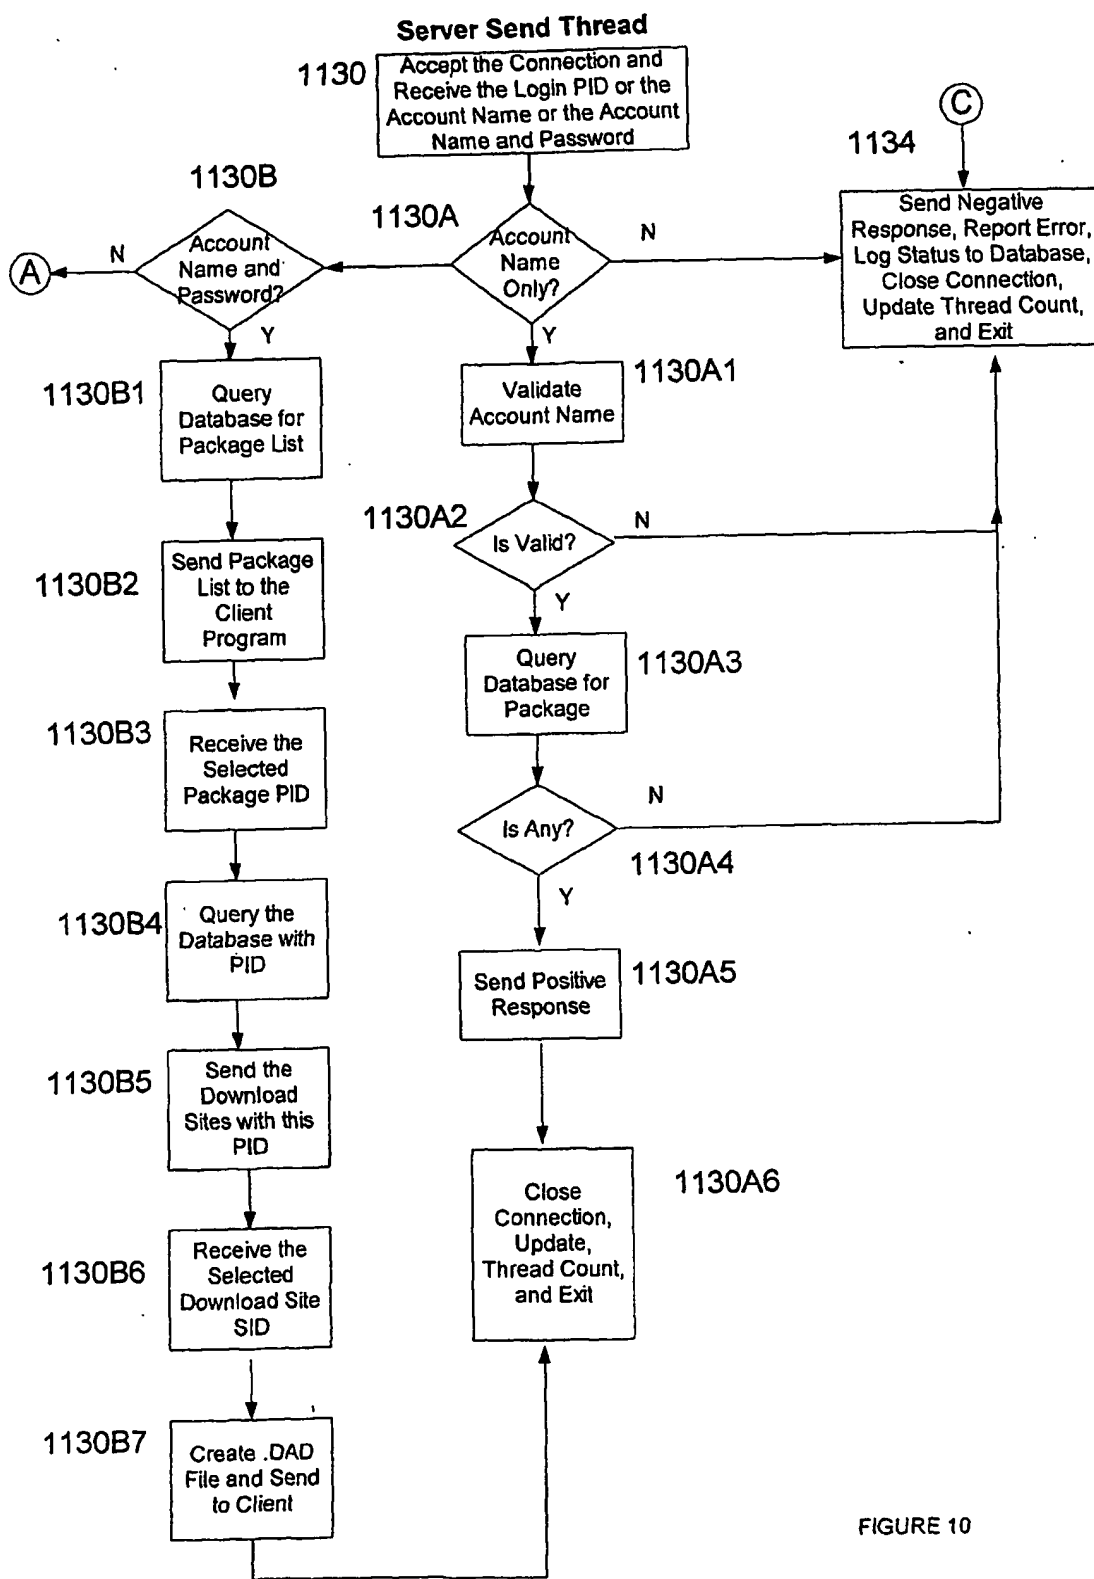 Server Send Thread
1130
Accept the Connection and
Receive the Login PID or the
Account Name or the Account
Name and Password
C
1134
Send Negative
Response, Report Error,
Log Status to Database,
Close Connection,
Update Thread Count,
and Exit
1130B
1130A
Account
Name and
Password?
N
A
Y
Account
Name
Only?
N
Y
1130B1
Query
Database for
Package List
1130A1
Validate
Account Name
1130A2
Is Valid?
N
Y
1130B2
Send Package
List to the
Client
Program
1130A3
Query
Database for
Package
1130B3
Receive the
Selected
Package PID
Is Any?
N
1130A4
Y
1130B4
Query the
Database with
PID
1130A5
Send Positive
Response
1130B5
Send the
Download
Sites with this
PID
1130A6
Close
Connection,
Update,
Thread Count,
and Exit
1130B6
Receive the
Selected
Download Site
SID
1130B7
Create .DAD
File and Send
to Client
FIGURE 10